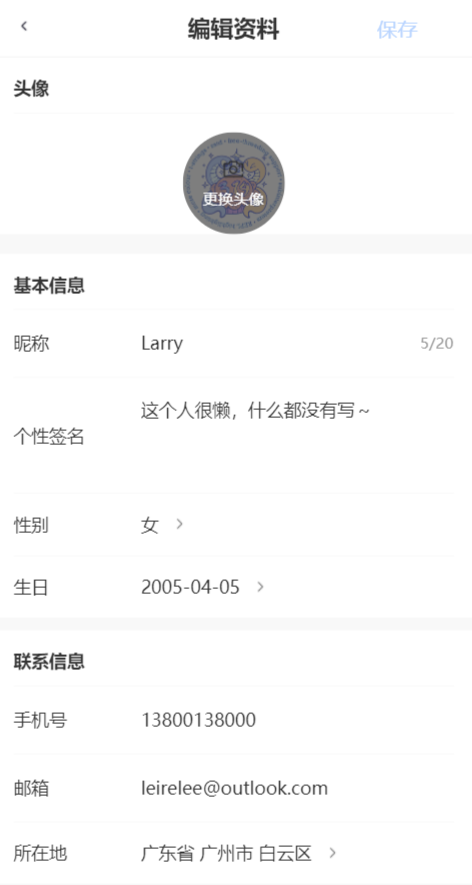 编辑资料 保存
头像
更换头像
基本信息
昵称 Larry 5/20
个性签名 这个人很懒，什么都没有写~
性别 女
生日 2005-04-05
联系信息
手机号 13800138000
邮箱 leirelee@outlook.com
所在地 广东省 广州市 白云区